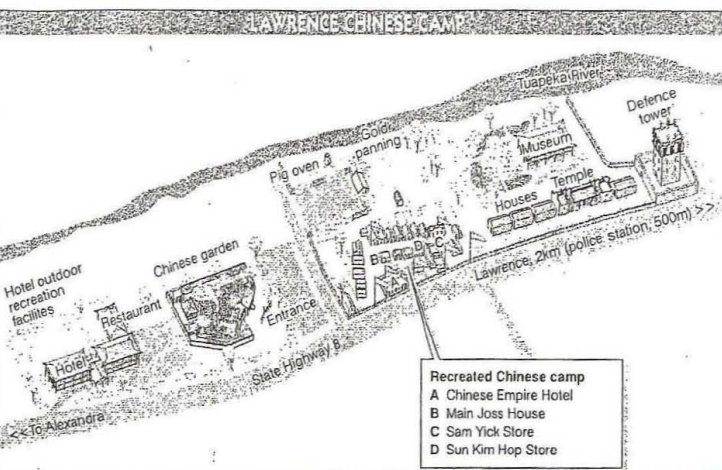 LAWRENCE CHINESE CAMP
Tuapeka River
Defence
tower
Gold
panning
Pig oven
Museum
Temple
Houses
Chinese garden
Hotel outdoor
recreation
facilites
Restaurant
Hotel
Entrance
B
D
C
A
Lawrence, 2km (police station, 500m) >>
State Highway 8
<<To Alexandra
Recreated Chinese camp
A Chinese Empire Hotel
B Main Joss House
C Sam Yick Store
D Sun Kim Hop Store